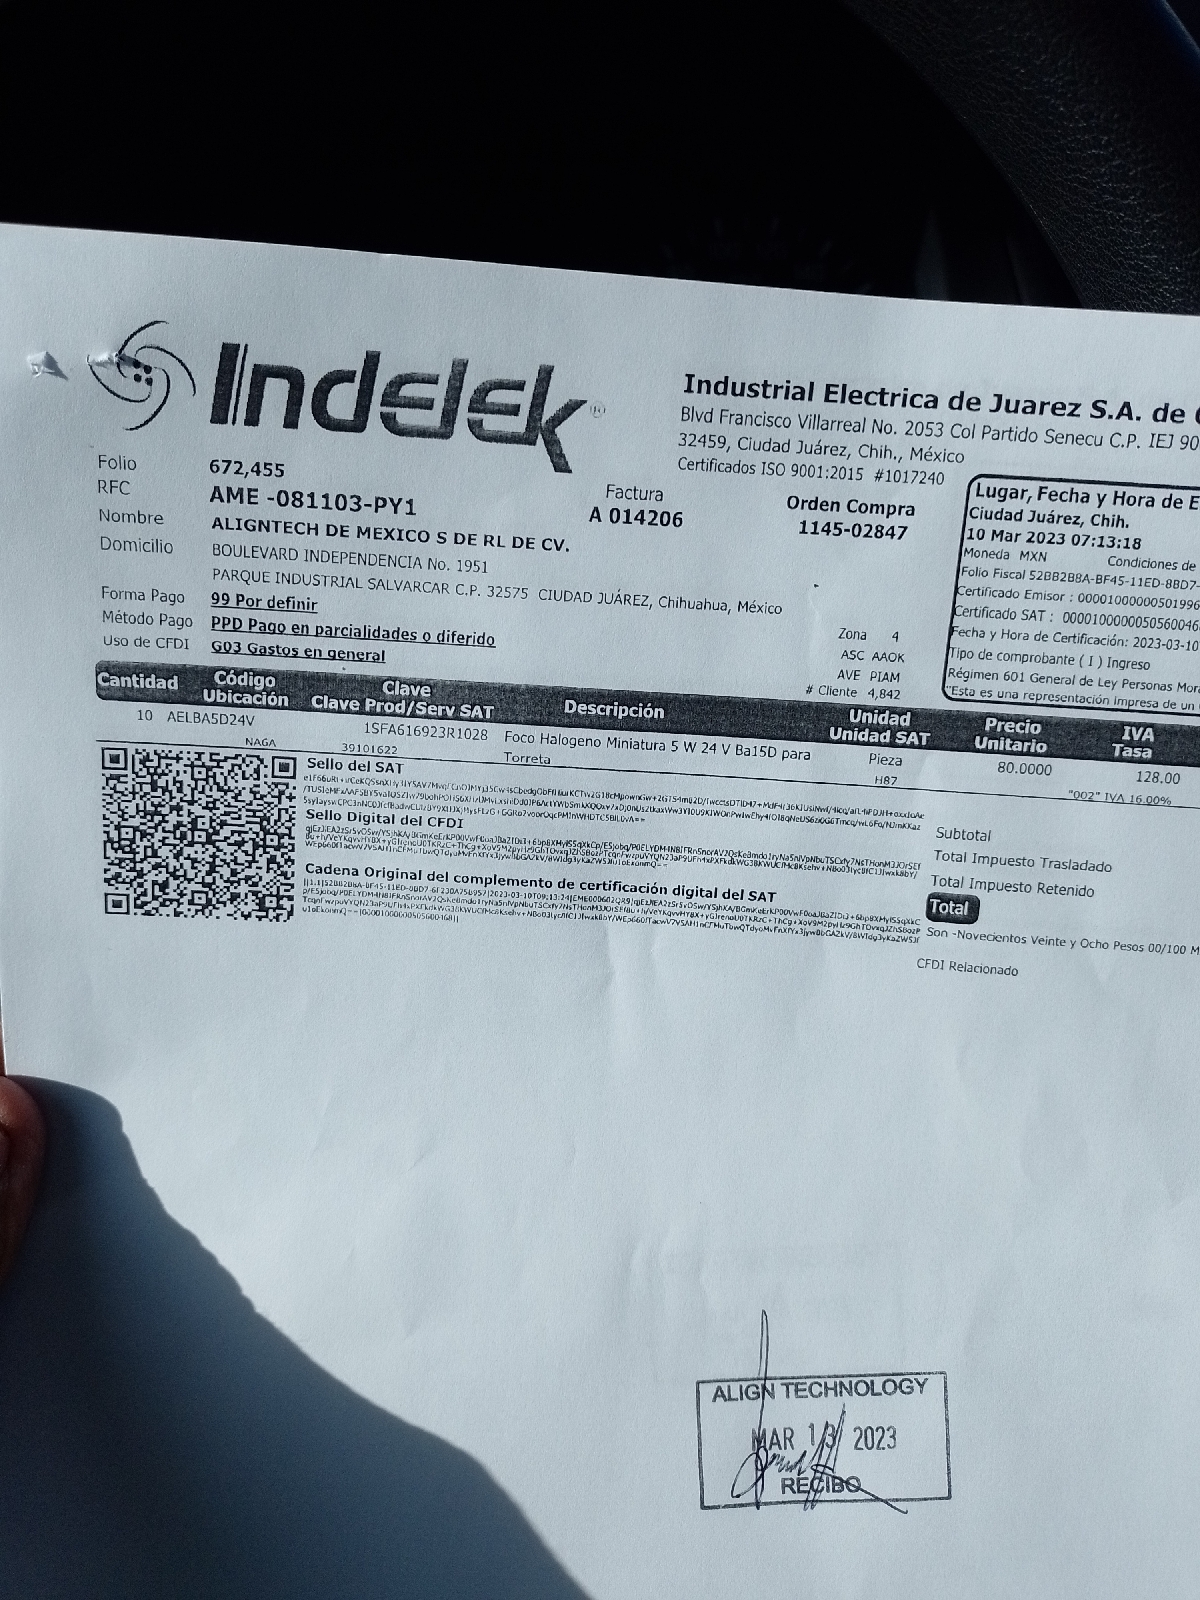 Indelek®
Industrial Electrica de Juarez S.A. de
Blvd Francisco Villarreal No. 2053 Col Partido Senecu C.P. IEJ 90
32459, Ciudad Juárez, Chih., México
Certificados ISO 9001:2015 #1017240
Folio 672,455
RFC AME -081103-PY1
Nombre ALIGNTECH DE MEXICO S DE RL DE CV.
Domicilio BOULEVARD INDEPENDENCIA No. 1951
PARQUE INDUSTRIAL SALVARCAR C.P. 32575 CIUDAD JUÁREZ, Chihuahua, México
Forma Pago 99 Por definir
Método Pago PPD Pago en parcialidades o diferido
Uso de CFDI G03 Gastos en general
Factura
A 014206
Orden Compra
1145-02847
Lugar, Fecha y Hora de E
Ciudad Juárez, Chih.
10 Mar 2023 07:13:18
Moneda MXN Condiciones de
Folio Fiscal 52BB2B8A-BF45-11ED-8BD7-
Certificado Emisor : 00001000000501996
Certificado SAT : 0000100000050560046
Fecha y Hora de Certificación: 2023-03-10
Tipo de comprobante ( I ) Ingreso
Régimen 601 General de Ley Personas Mor
"Esta es una representación impresa de un
Zona 4
ASC AAOK
AVE PIAM
# Cliente 4,842
Cantidad Código Ubicación Clave Clave Prod/Serv SAT Descripción Unidad Unidad SAT Precio Unitario IVA Tasa
10 AELBA5D24V 1SFA616923R1028 Foco Halogeno Miniatura 5 W 24 V Ba15D para Pieza 80.0000 128.00
NAGA 39101622 Torreta H87 "002" IVA 16.00%
Sello del SAT
Sello Digital del CFDI
Cadena Original del complemento de certificación digital del SAT
Subtotal
Total Impuesto Trasladado
Total Impuesto Retenido
Total
Son -Novecientos Veinte y Ocho Pesos 00/100 M
CFDI Relacionado
ALIGN TECHNOLOGY
MAR 13 2023
RECIBO